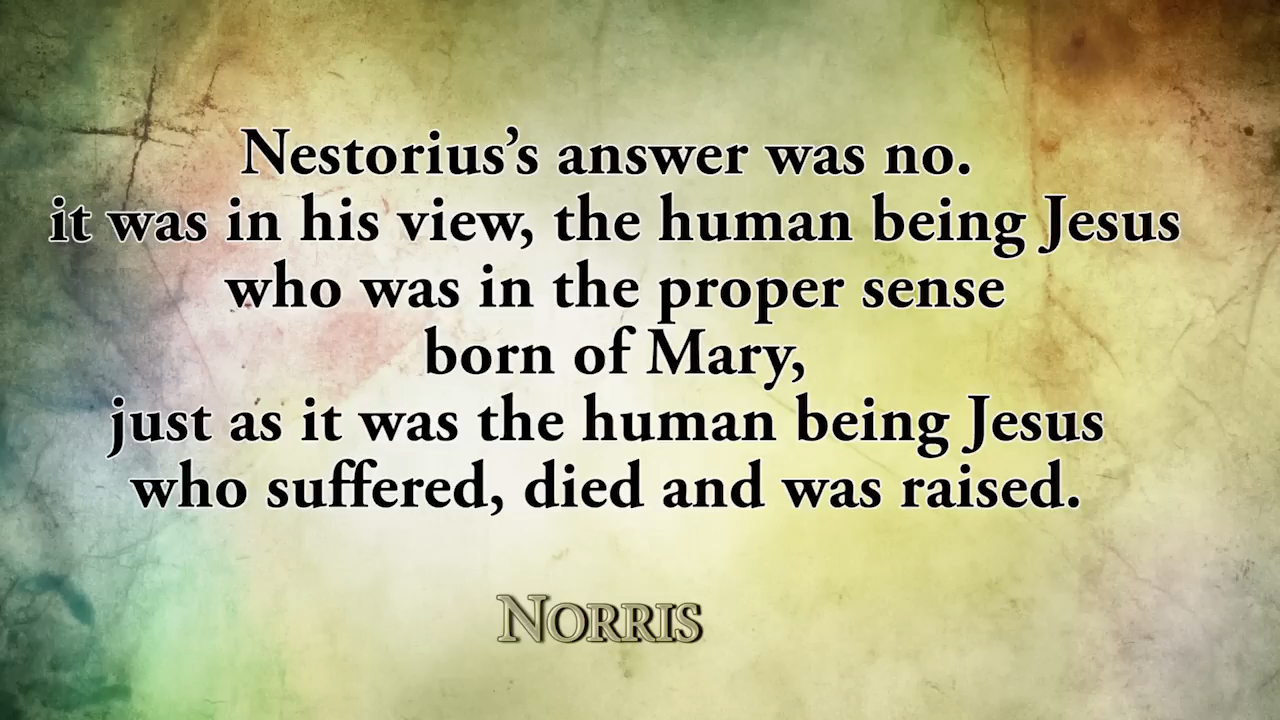 Nestorius’s answer was no.
it was in his view, the human being Jesus
who was in the proper sense
born of Mary,
just as it was the human being Jesus
who suffered, died and was raised.
Norris